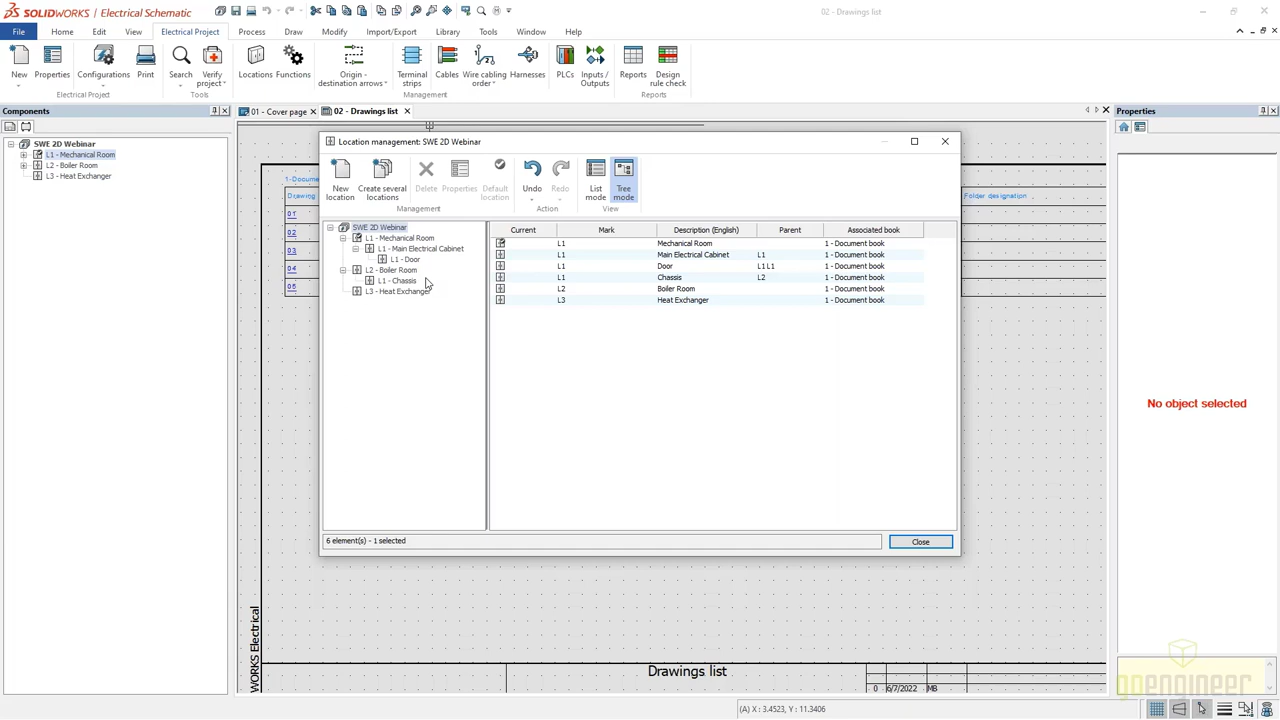 SOLIDWORKS | Electrical Schematic
02 - Drawings list
File Home Edit View Electrical Project Process Draw Modify Import/Export Library Tools Window Help
New Properties Configurations Print Search Verify project Locations Functions Origin - destination arrows Terminal strips Cables Wire cabling order Harnesses PLCs Inputs / Outputs Reports Design rule check
Electrical Project Tools Management Reports
Components
01 - Cover page
02 - Drawings list
Properties
SWE 2D Webinar
L1 - Mechanical Room
L2 - Boiler Room
L3 - Heat Exchanger
1-Docume
Drawing
01
02
03
04
05
Folder designation
Location management: SWE 2D Webinar
New location Create several locations Delete Properties Default location Undo Redo List mode Tree mode
Management Action View
SWE 2D Webinar
L1 - Mechanical Room
L1 - Main Electrical Cabinet
L1 - Door
L2 - Boiler Room
L1 - Chassis
L3 - Heat Exchanger
Current Mark Description (English) Parent Associated book
L1 Mechanical Room 1 - Document book
L1 Main Electrical Cabinet L1 1 - Document book
L1 Door L1 L1 1 - Document book
L1 Chassis L2 1 - Document book
L2 Boiler Room 1 - Document book
L3 Heat Exchanger 1 - Document book
6 element(s) - 1 selected
Close
No object selected
WORKS Electrical
Drawings list
0 6/7/2022 MB
goengineer
(A) X : 3.4523, Y : 11.3406